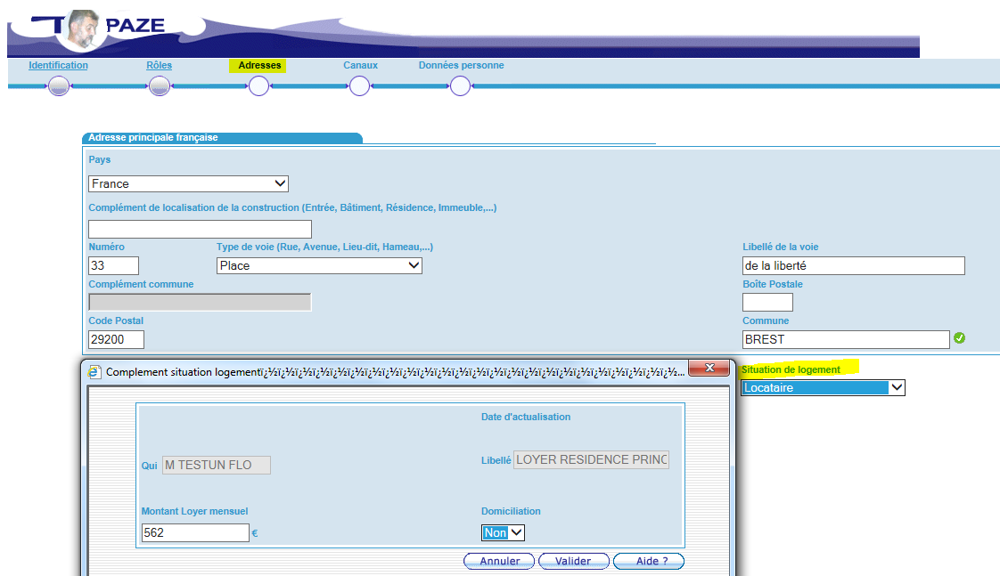 T PAZE
Identification Rôles Adresses Canaux Données personne
Adresse principale française
Pays
France
Complément de localisation de la construction (Entrée, Bâtiment, Résidence, Immeuble,...)
Numéro Type de voie (Rue, Avenue, Lieu-dit, Hameau,...) Libellé de la voie
33 Place de la liberté
Complément commune Boîte Postale
Code Postal Commune
29200 BREST
Situation de logement
Locataire
Complement situation logementï¿½ï¿½ï¿½ï¿½ï¿½ï¿½ï¿½ï¿½ï¿½ï¿½ï¿½ï¿½ï¿½ï¿½ï¿½ï¿½ï¿½ï¿½ï¿½ï¿½ï¿½ï¿½ï¿½...
Date d'actualisation
Qui M TESTUN FLO Libellé LOYER RESIDENCE PRINC
Montant Loyer mensuel Domiciliation
562 € Non
Annuler Valider Aide ?